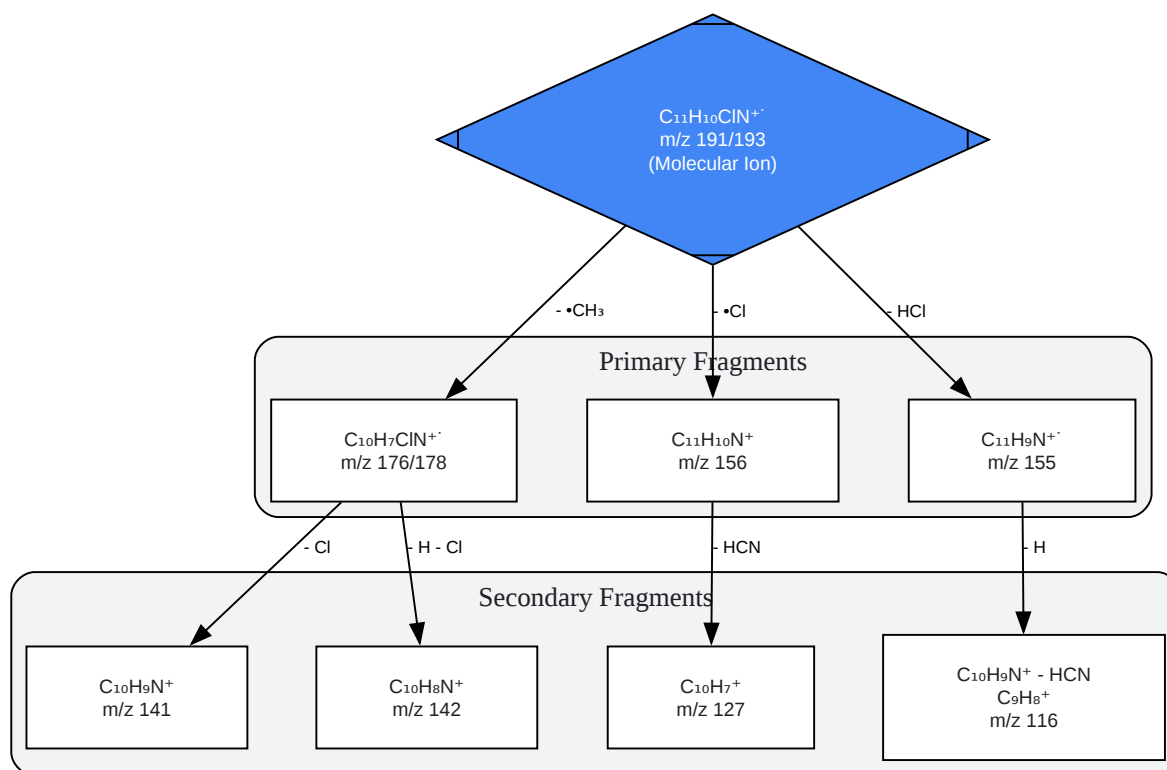 C₁₁H₁₀ClN⁺˙
m/z 191/193
(Molecular Ion)
- •CH₃
- •Cl
- HCl
Primary Fragments
C₁₀H₇ClN⁺˙
m/z 176/178
C₁₁H₁₀N⁺
m/z 156
C₁₁H₉N⁺˙
m/z 155
- Cl
- H - Cl
- HCN
- H
Secondary Fragments
C₁₀H₉N⁺
m/z 141
C₁₀H₈N⁺
m/z 142
C₁₀H₇⁺
m/z 127
C₁₀H₉N⁺ - HCN
C₉H₈⁺
m/z 116